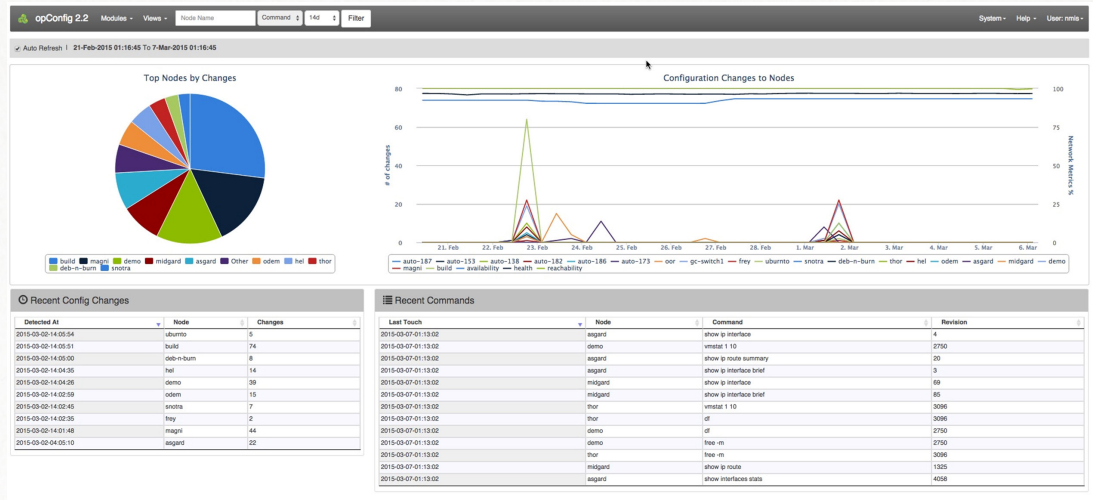 opConfig 2.2 Modules Views Node Name Command 14d Filter System Help User: nmis
Auto Refresh | 21-Feb-2015 01:16:45 To 7-Mar-2015 01:16:45
Top Nodes by Changes
build magni demo midgard asgard Other odem hel thor
deb-n-burn snotra
Configuration Changes to Nodes
# of changes
80
60
40
20
0
100
75
50
25
0
Network Metrics %
21. Feb 22. Feb 23. Feb 24. Feb 25. Feb 26. Feb 27. Feb 28. Feb 1. Mar 2. Mar 3. Mar 4. Mar 5. Mar 6. Mar
auto-187 auto-153 auto-138 auto-182 auto-186 auto-173 oor gc-switch1 frey uburnto snotra deb-n-burn thor hel odem asgard midgard demo
magni build availability health reachability
Recent Config Changes
Detected At Node Changes
2015-03-02-14:05:54 uburnto 5
2015-03-02-14:05:51 build 74
2015-03-02-14:05:00 deb-n-burn 8
2015-03-02-14:04:35 hel 14
2015-03-02-14:04:26 demo 39
2015-03-02-14:02:59 odem 15
2015-03-02-14:02:45 snotra 7
2015-03-02-14:02:35 frey 2
2015-03-02-14:01:48 magni 44
2015-03-02-04:05:10 asgard 22
Recent Commands
Last Touch Node Command Revision
2015-03-07-01:13:02 asgard show ip interface 4
2015-03-07-01:13:02 demo vmstat 1 10 2750
2015-03-07-01:13:02 asgard show ip route summary 20
2015-03-07-01:13:02 asgard show ip interface brief 3
2015-03-07-01:13:02 midgard show ip interface 69
2015-03-07-01:13:02 midgard show ip interface brief 85
2015-03-07-01:13:02 thor vmstat 1 10 3096
2015-03-07-01:13:02 thor df 3096
2015-03-07-01:13:02 demo df 2750
2015-03-07-01:13:02 demo free -m 2750
2015-03-07-01:13:02 thor free -m 3096
2015-03-07-01:13:02 midgard show ip route 1325
2015-03-07-01:13:02 asgard show interfaces stats 4058